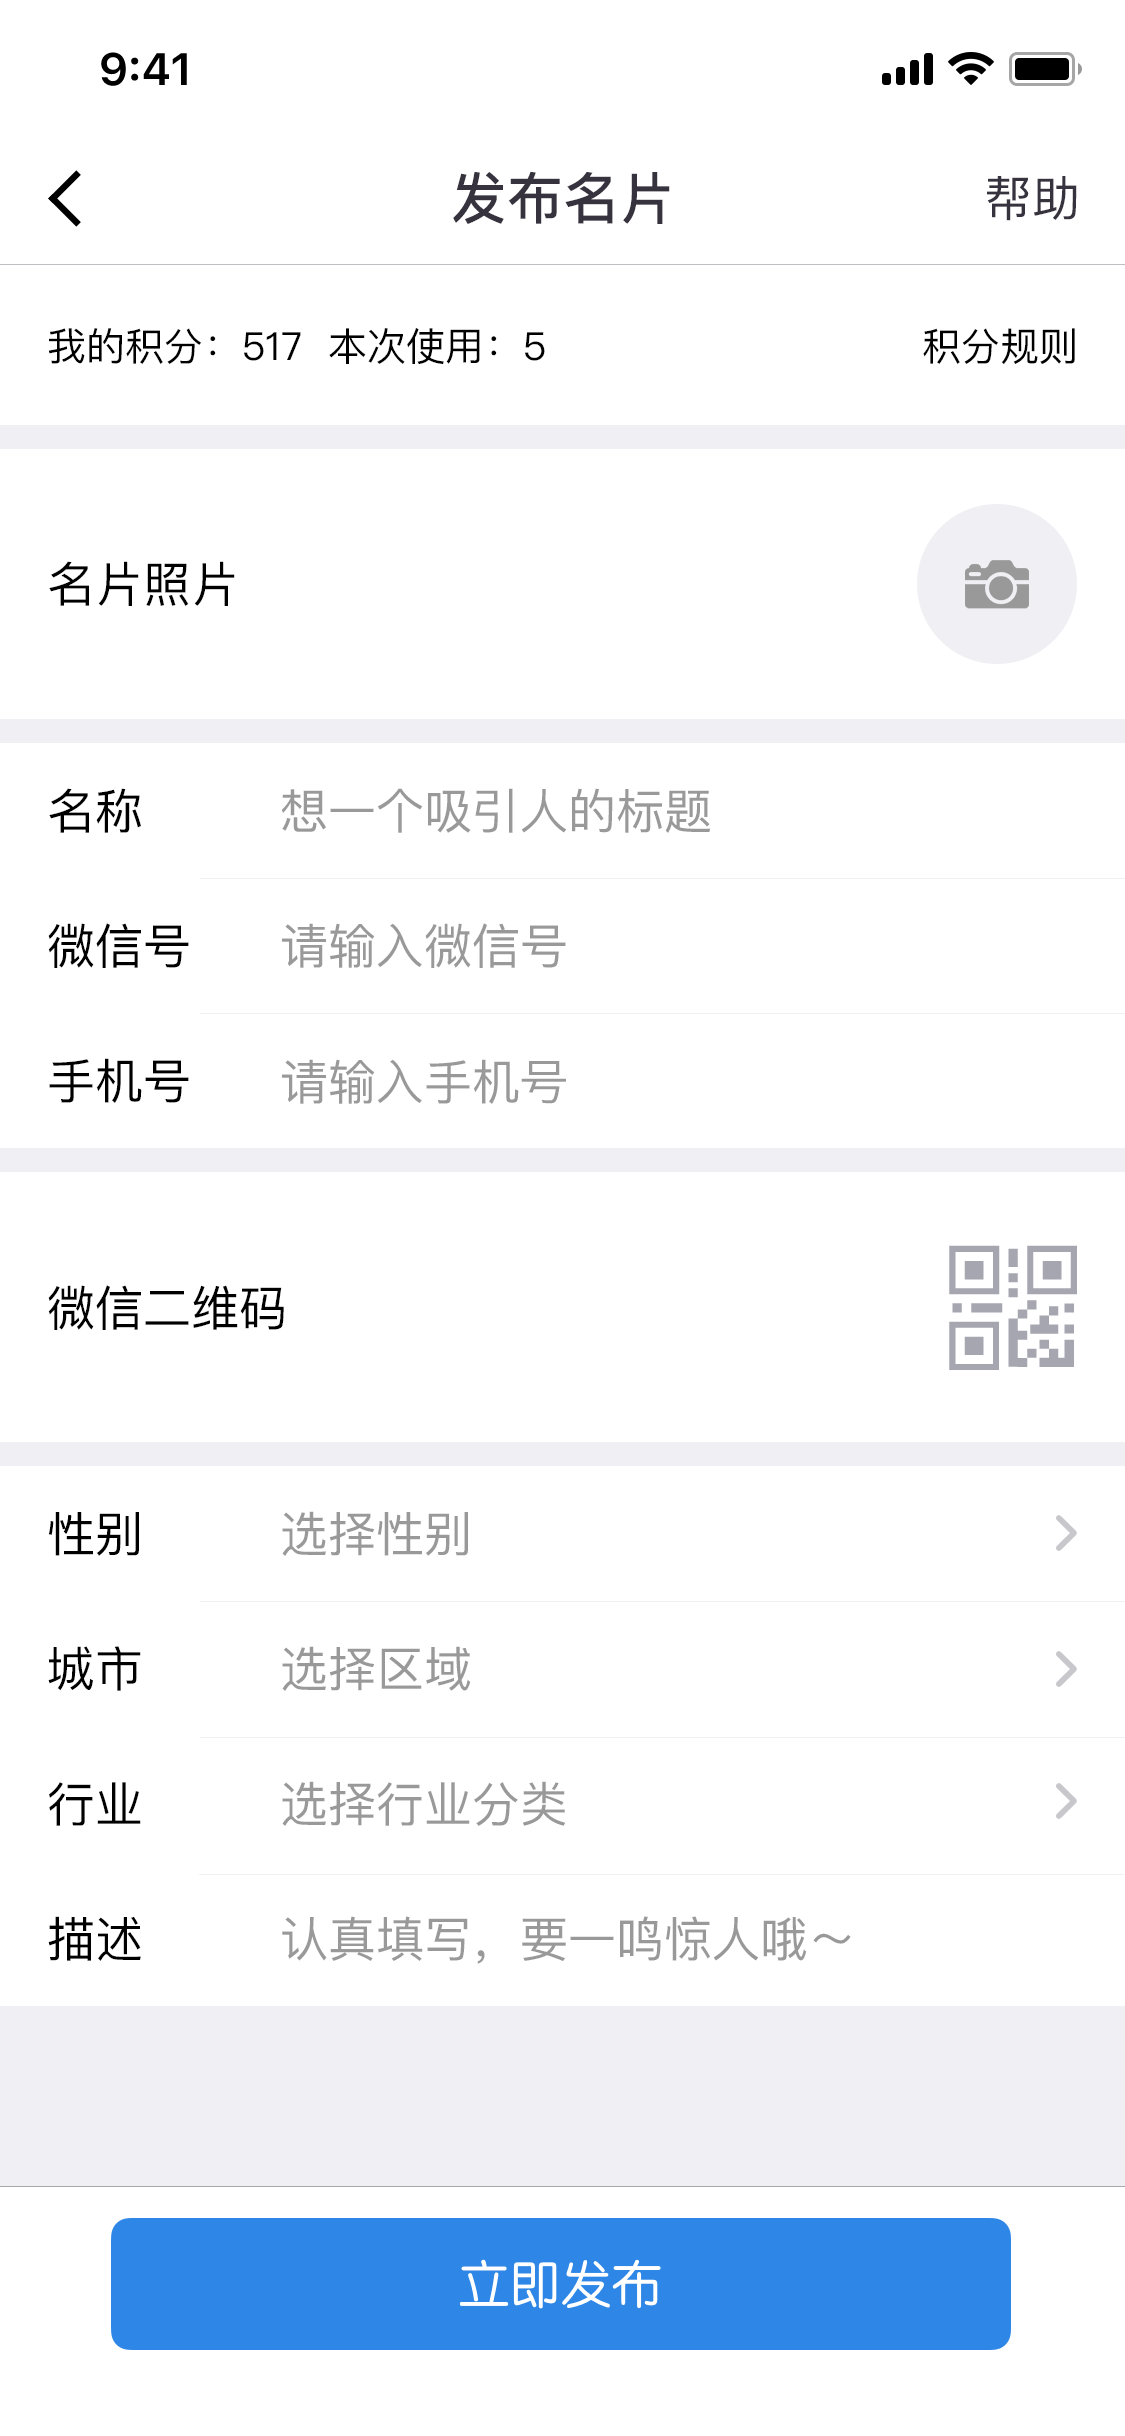 9:41
发布名片 帮助
我的积分：517 本次使用：5 积分规则
名片照片
名称 想一个吸引人的标题
微信号 请输入微信号
手机号 请输入手机号
微信二维码
性别 选择性别
城市 选择区域
行业 选择行业分类
描述 认真填写，要一鸣惊人哦～
立即发布